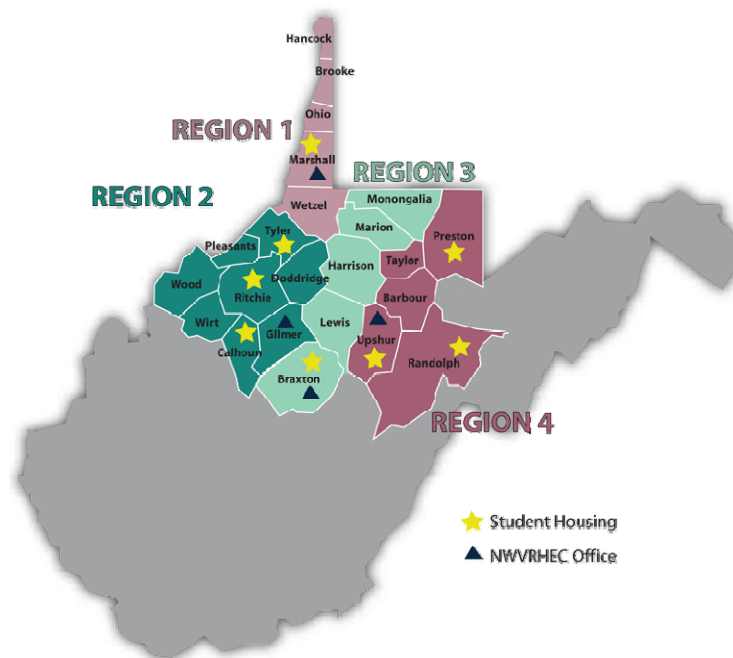 Hancock
Brooke
Ohio
REGION 1
Marshall
REGION 3
REGION 2
Wetzel
Monongalia
Tyler
Marion
Preston
Pleasants
Taylor
Harrison
Doddridge
Wood
Ritchie
Barbour
Wirt
Lewis
Gilmer
Upshur
Calhoun
Randolph
Braxton
REGION 4
Student Housing
NWVRHEC Office